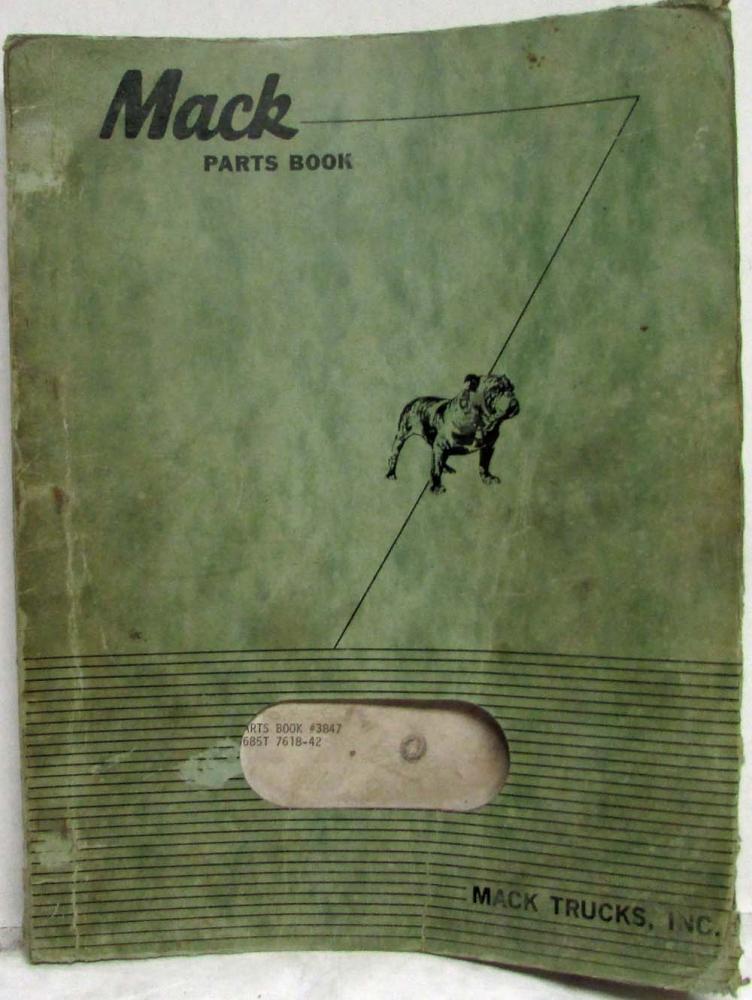 Mack
PARTS BOOK
ARTS BOOK #3847
685T 7618-42
MACK TRUCKS, INC.